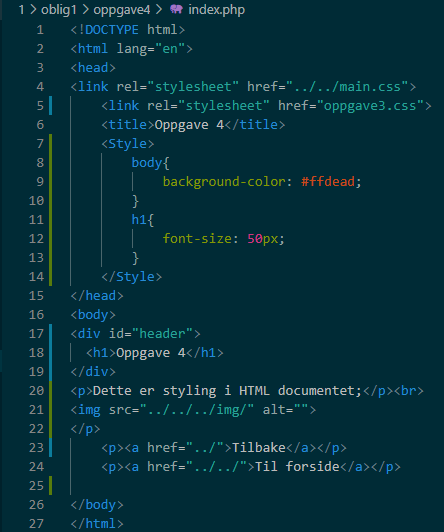 1 > oblig1 > oppgave4 > index.php
1 <!DOCTYPE html>
2 <html lang="en">
3 <head>
4 <link rel="stylesheet" href="../../main.css">
5     <link rel="stylesheet" href="oppgave3.css">
6     <title>Oppgave 4</title>
7     <Style>
8         body{
9             background-color: #ffdead;
10         }
11         h1{
12             font-size: 50px;
13         }
14     </Style>
15 </head>
16 <body>
17 <div id="header">
18   <h1>Oppgave 4</h1>
19 </div>
20 <p>Dette er styling i HTML documentet;</p><br>
21 <img src="../../../img/" alt="">
22 </p>
23     <p><a href="../">Tilbake</a></p>
24     <p><a href="../../">Til forside</a></p>
25
26 </body>
27 </html>